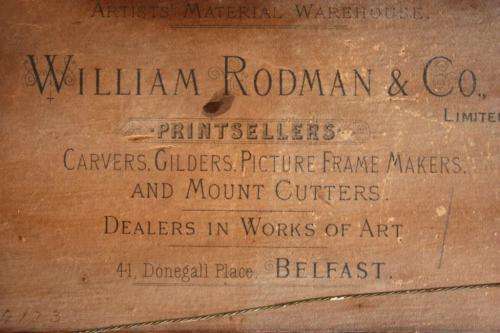 ARTISTS' MATERIAL WAREHOUSE.
WILLIAM RODMAN & CO.,
LIMITE
PRINTSELLERS
CARVERS, GILDERS, PICTURE FRAME MAKERS,
AND MOUNT CUTTERS.
DEALERS IN WORKS OF ART
41, Donegall Place, BELFAST.